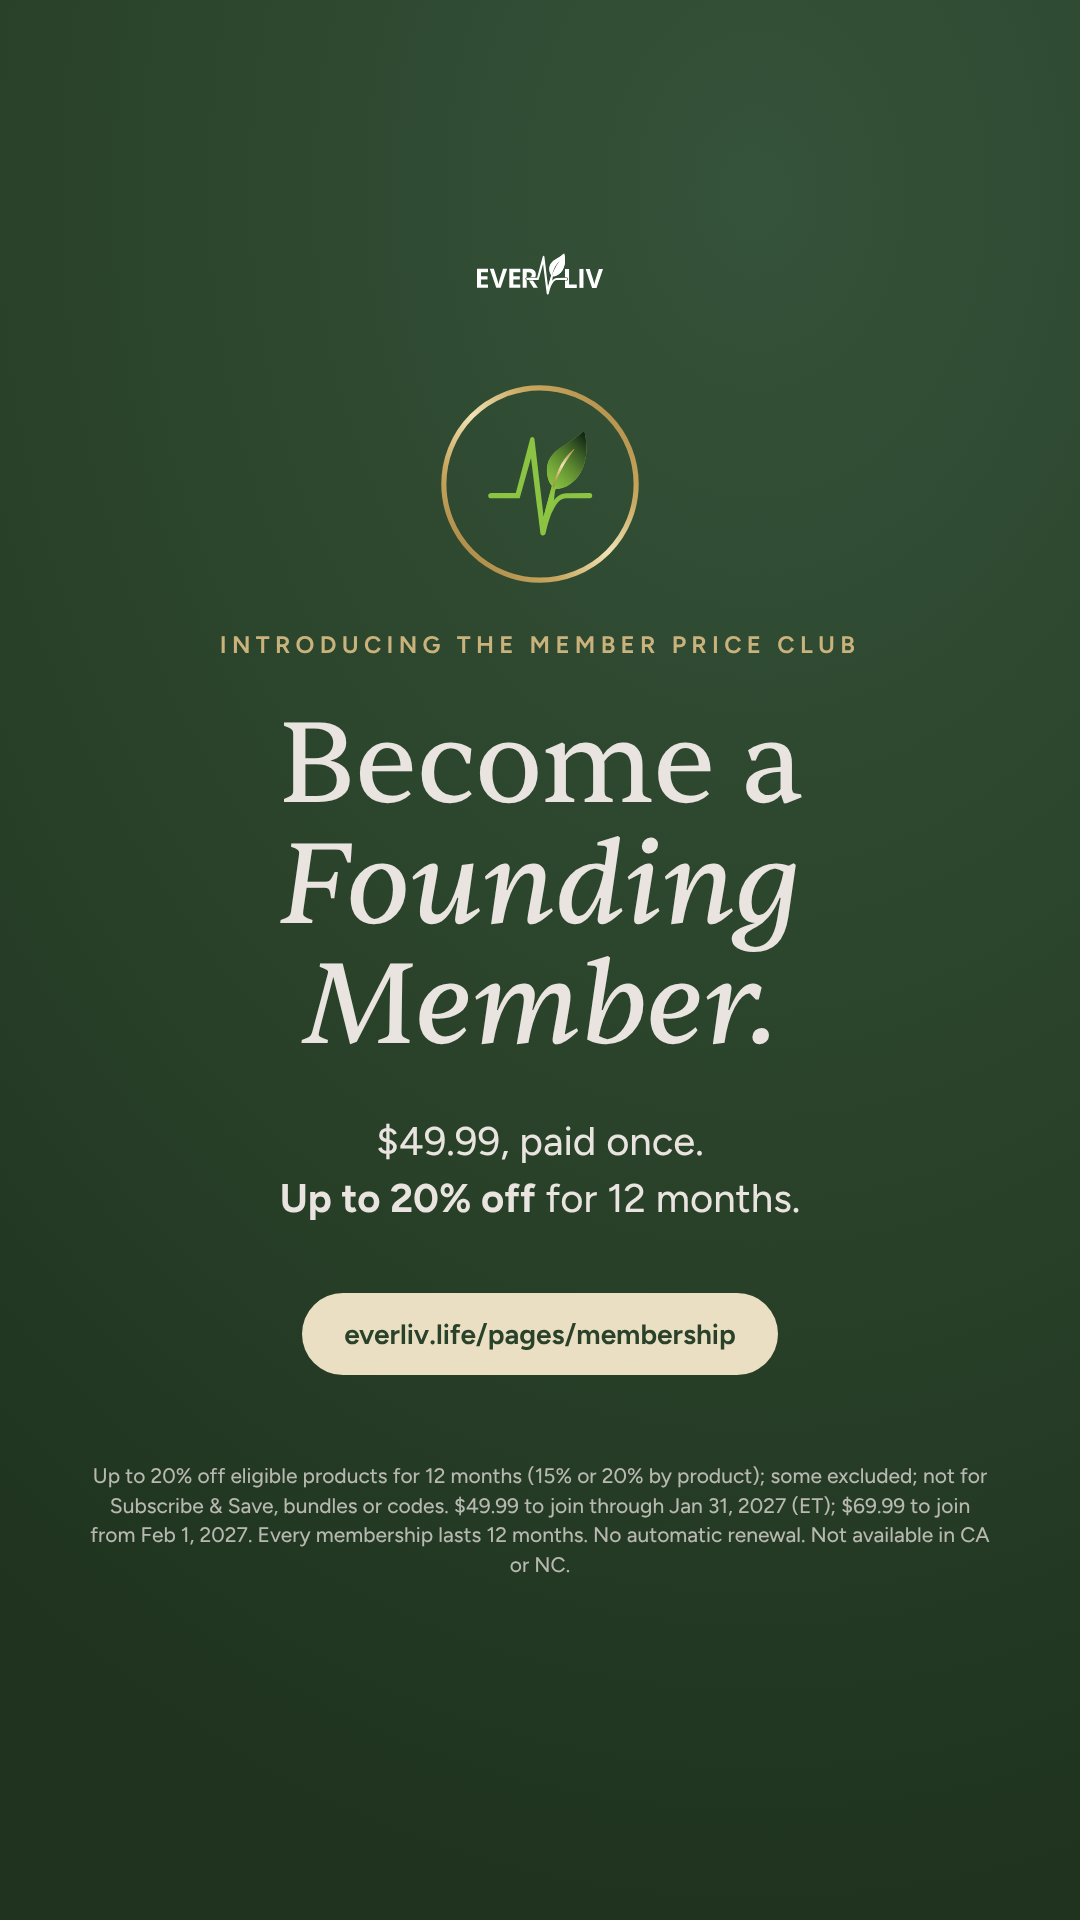 EVER LIV
INTRODUCING THE MEMBER PRICE CLUB
Become a
Founding
Member.
$49.99, paid once.
Up to 20% off for 12 months.
everliv.life/pages/membership
Up to 20% off eligible products for 12 months (15% or 20% by product); some excluded; not for
Subscribe & Save, bundles or codes. $49.99 to join through Jan 31, 2027 (ET); $69.99 to join
from Feb 1, 2027. Every membership lasts 12 months. No automatic renewal. Not available in CA
or NC.